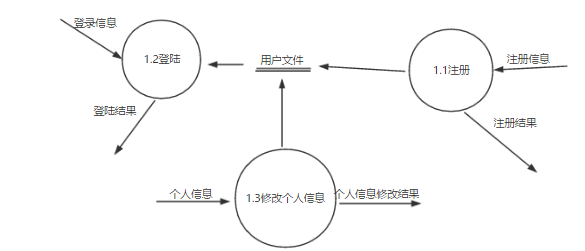 登录信息
1.2登陆
登陆结果
用户文件
1.1注册
注册信息
注册结果
个人信息
1.3修改个人信息
个人信息修改结果